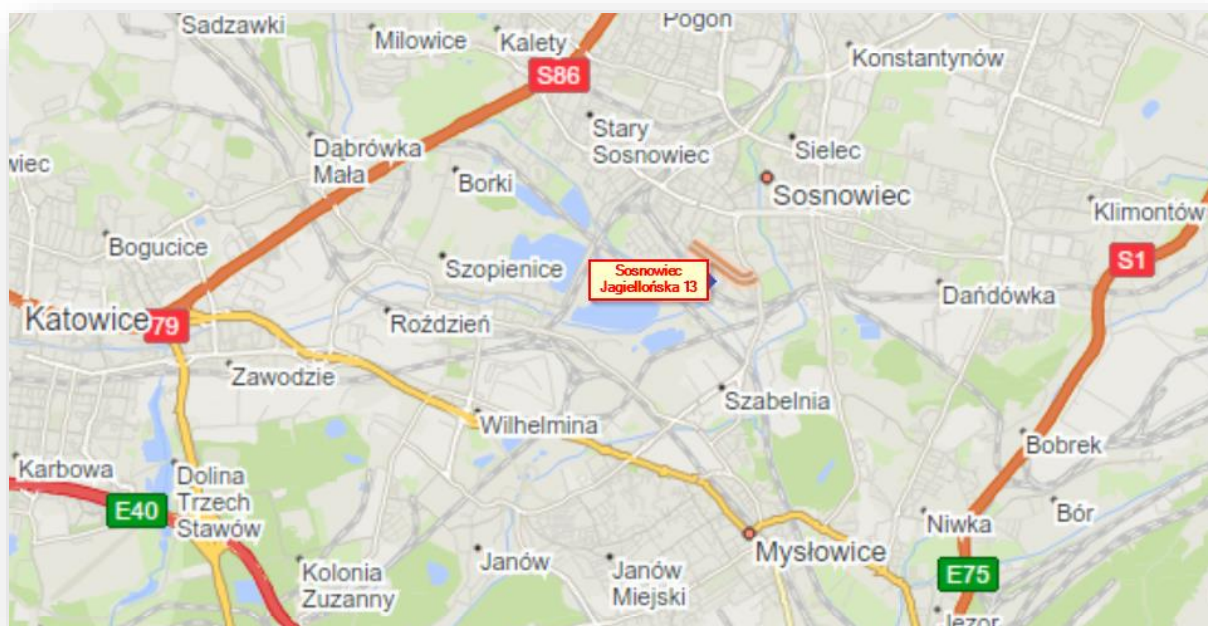 Sadzawki
Milowice
Kalety
Pogoń
Konstantynów
S86
Dąbrówka
Mała
Stary
Sosnowiec
Sielec
wiec
Borki
Sosnowiec
Klimontów
Bogucice
Szopienice
Sosnowiec
Jagiellońska 13
S1
Dańdówka
Katowice
79
Roździeń
Zawodzie
Szabelnia
Wilhelmina
Bobrek
Karbowa
Dolina
Trzech
Stawów
E40
Niwka
Bór
Mysłowice
Janów
Janów
Miejski
Kolonia
Zuzanny
E75
Jęzor